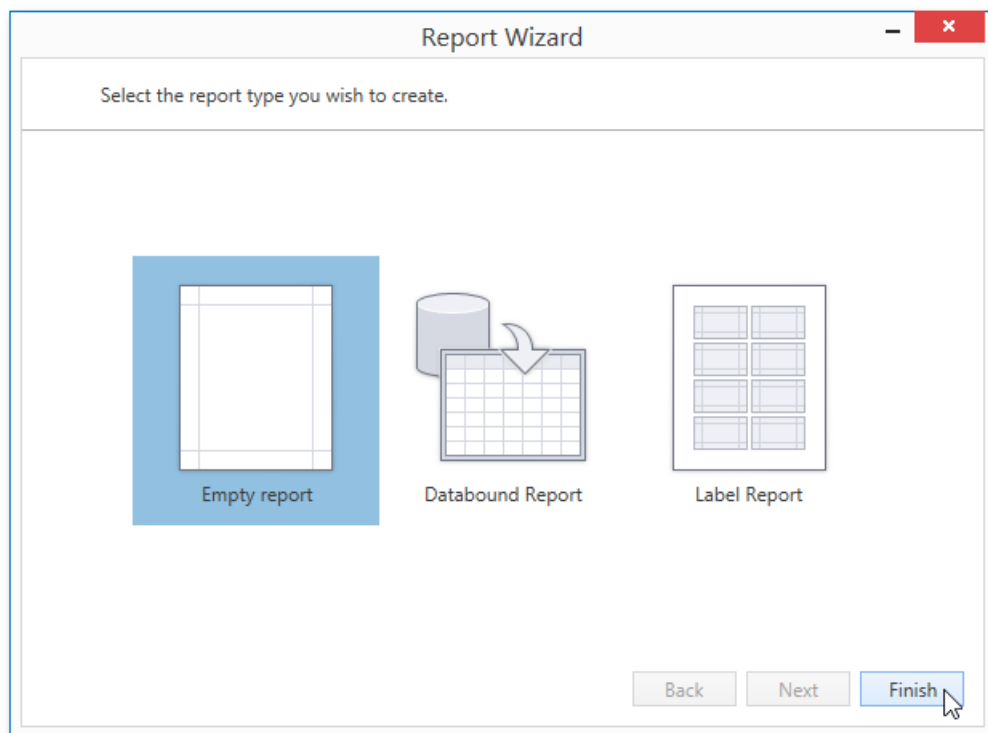 Report Wizard
Select the report type you wish to create.
Empty report
Databound Report
Label Report
Back
Next
Finish